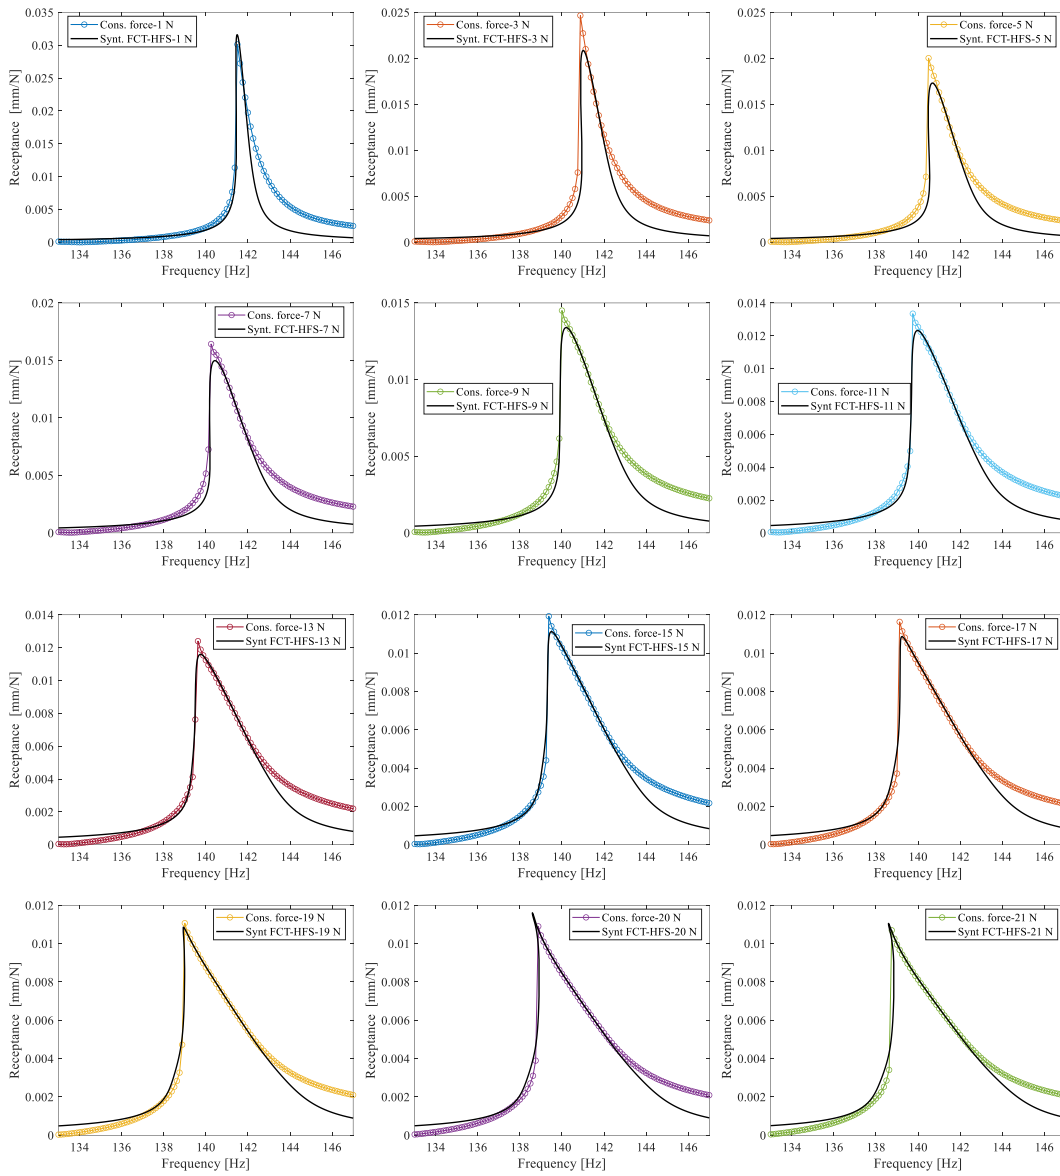 Cons. force-1 N
Synt. FCT-HFS-1 N
0.035
0.03
0.025
0.02
0.015
0.01
0.005
0
Receptance [mm/N]
134 136 138 140 142 144 146
Frequency [Hz]
Cons. force-3 N
Synt. FCT-HFS-3 N
0.025
0.02
0.015
0.01
0.005
0
Receptance [mm/N]
134 136 138 140 142 144 146
Frequency [Hz]
Cons. force-5 N
Synt. FCT-HFS-5 N
0.025
0.02
0.015
0.01
0.005
0
Receptance [mm/N]
134 136 138 140 142 144 146
Frequency [Hz]
Cons. force-7 N
Synt. FCT-HFS-7 N
0.02
0.015
0.01
0.005
0
Receptance [mm/N]
134 136 138 140 142 144 146
Frequency [Hz]
Cons. force-9 N
Synt. FCT-HFS-9 N
0.015
0.01
0.005
0
Receptance [mm/N]
134 136 138 140 142 144 146
Frequency [Hz]
Cons. force-11 N
Synt FCT-HFS-11 N
0.014
0.012
0.01
0.008
0.006
0.004
0.002
0
Receptance [mm/N]
134 136 138 140 142 144 146
Frequency [Hz]
Cons. force-13 N
Synt FCT-HFS-13 N
0.014
0.012
0.01
0.008
0.006
0.004
0.002
0
Receptance [mm/N]
134 136 138 140 142 144 146
Frequency [Hz]
Cons. force-15 N
Synt FCT-HFS-15 N
0.012
0.01
0.008
0.006
0.004
0.002
0
Receptance [mm/N]
134 136 138 140 142 144 146
Frequency [Hz]
Cons. force-17 N
Synt FCT-HFS-17 N
0.012
0.01
0.008
0.006
0.004
0.002
0
Receptance [mm/N]
134 136 138 140 142 144 146
Frequency [Hz]
Cons. force-19 N
Synt FCT-HFS-19 N
0.012
0.01
0.008
0.006
0.004
0.002
0
Receptance [mm/N]
134 136 138 140 142 144 146
Frequency [Hz]
Cons. force-20 N
Synt FCT-HFS-20 N
0.012
0.01
0.008
0.006
0.004
0.002
0
Receptance [mm/N]
134 136 138 140 142 144 146
Frequency [Hz]
Cons. force-21 N
Synt FCT-HFS-21 N
0.012
0.01
0.008
0.006
0.004
0.002
0
Receptance [mm/N]
134 136 138 140 142 144 146
Frequency [Hz]